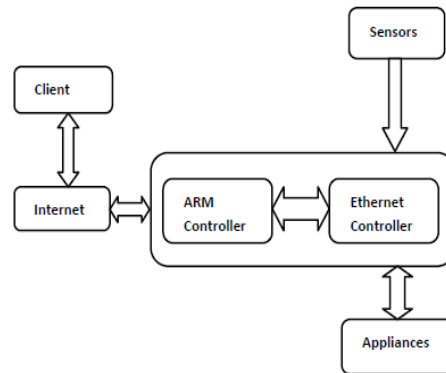 Sensors
Client
Internet
ARM
Controller
Ethernet
Controller
Appliances